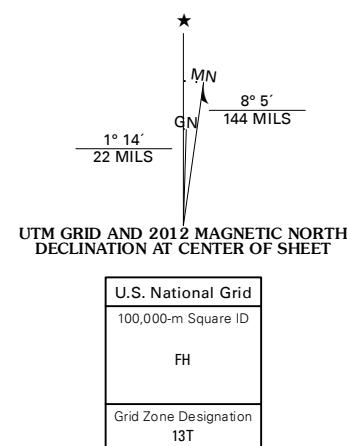 ★
MN
8° 5´
144 MILS
GN
1° 14´
22 MILS
UTM GRID AND 2012 MAGNETIC NORTH
DECLINATION AT CENTER OF SHEET
U.S. National Grid
100,000-m Square ID
FH
Grid Zone Designation
13T